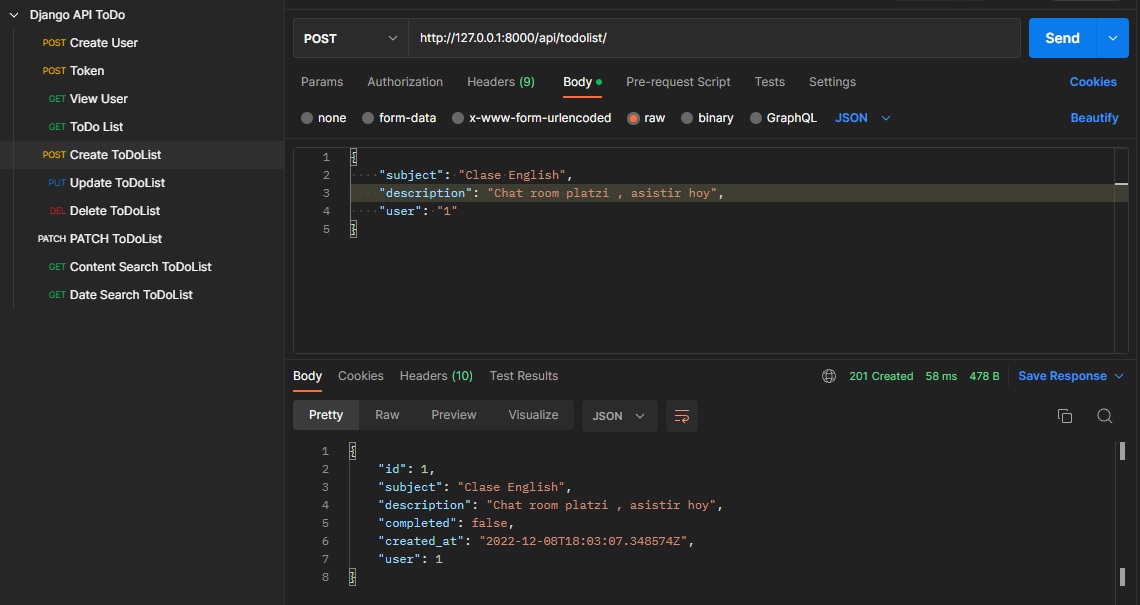 Django API ToDo
POST Create User
POST Token
GET View User
GET ToDo List
POST Create ToDoList
PUT Update ToDoList
DEL Delete ToDoList
PATCH PATCH ToDoList
GET Content Search ToDoList
GET Date Search ToDoList
POST http://127.0.0.1:8000/api/todolist/ Send
Params Authorization Headers (9) Body Pre-request Script Tests Settings Cookies
none form-data x-www-form-urlencoded raw binary GraphQL JSON Beautify
1 {
2 "subject": "Clase English",
3 "description": "Chat room platzi , asistir hoy",
4 "user": "1"
5 }
Body Cookies Headers (10) Test Results 201 Created 58 ms 478 B Save Response
Pretty Raw Preview Visualize JSON
1 {
2 "id": 1,
3 "subject": "Clase English",
4 "description": "Chat room platzi , asistir hoy",
5 "completed": false,
6 "created_at": "2022-12-08T18:03:07.348574Z",
7 "user": 1
8 }